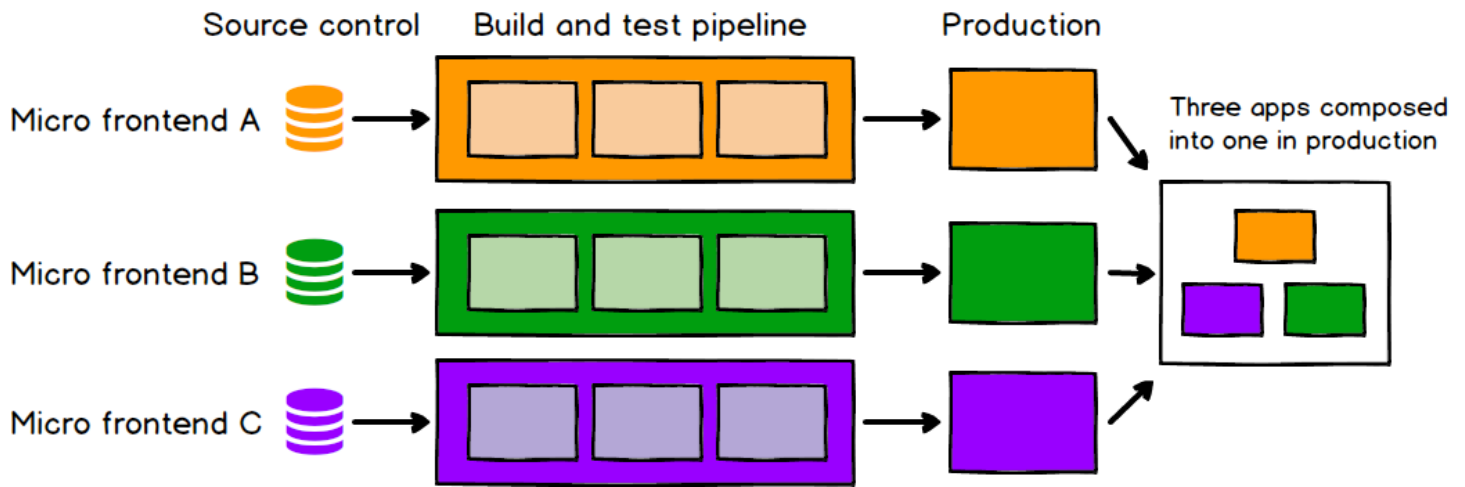 Source control
Build and test pipeline
Production
Micro frontend A
Three apps composed
into one in production
Micro frontend B
Micro frontend C